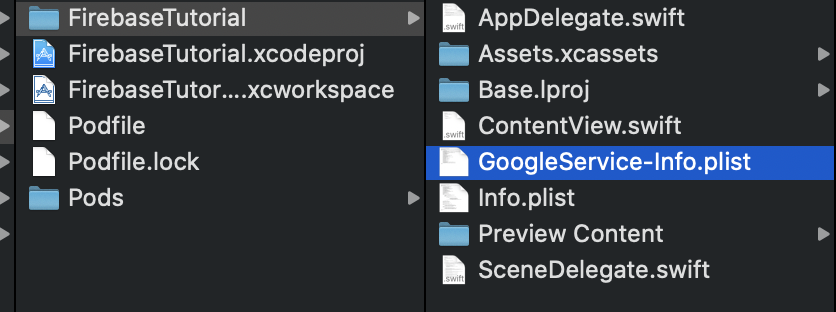 FirebaseTutorial
FirebaseTutorial.xcodeproj
FirebaseTutor....xcworkspace
Podfile
Podfile.lock
Pods
AppDelegate.swift
Assets.xcassets
Base.lproj
ContentView.swift
GoogleService-Info.plist
Info.plist
Preview Content
SceneDelegate.swift